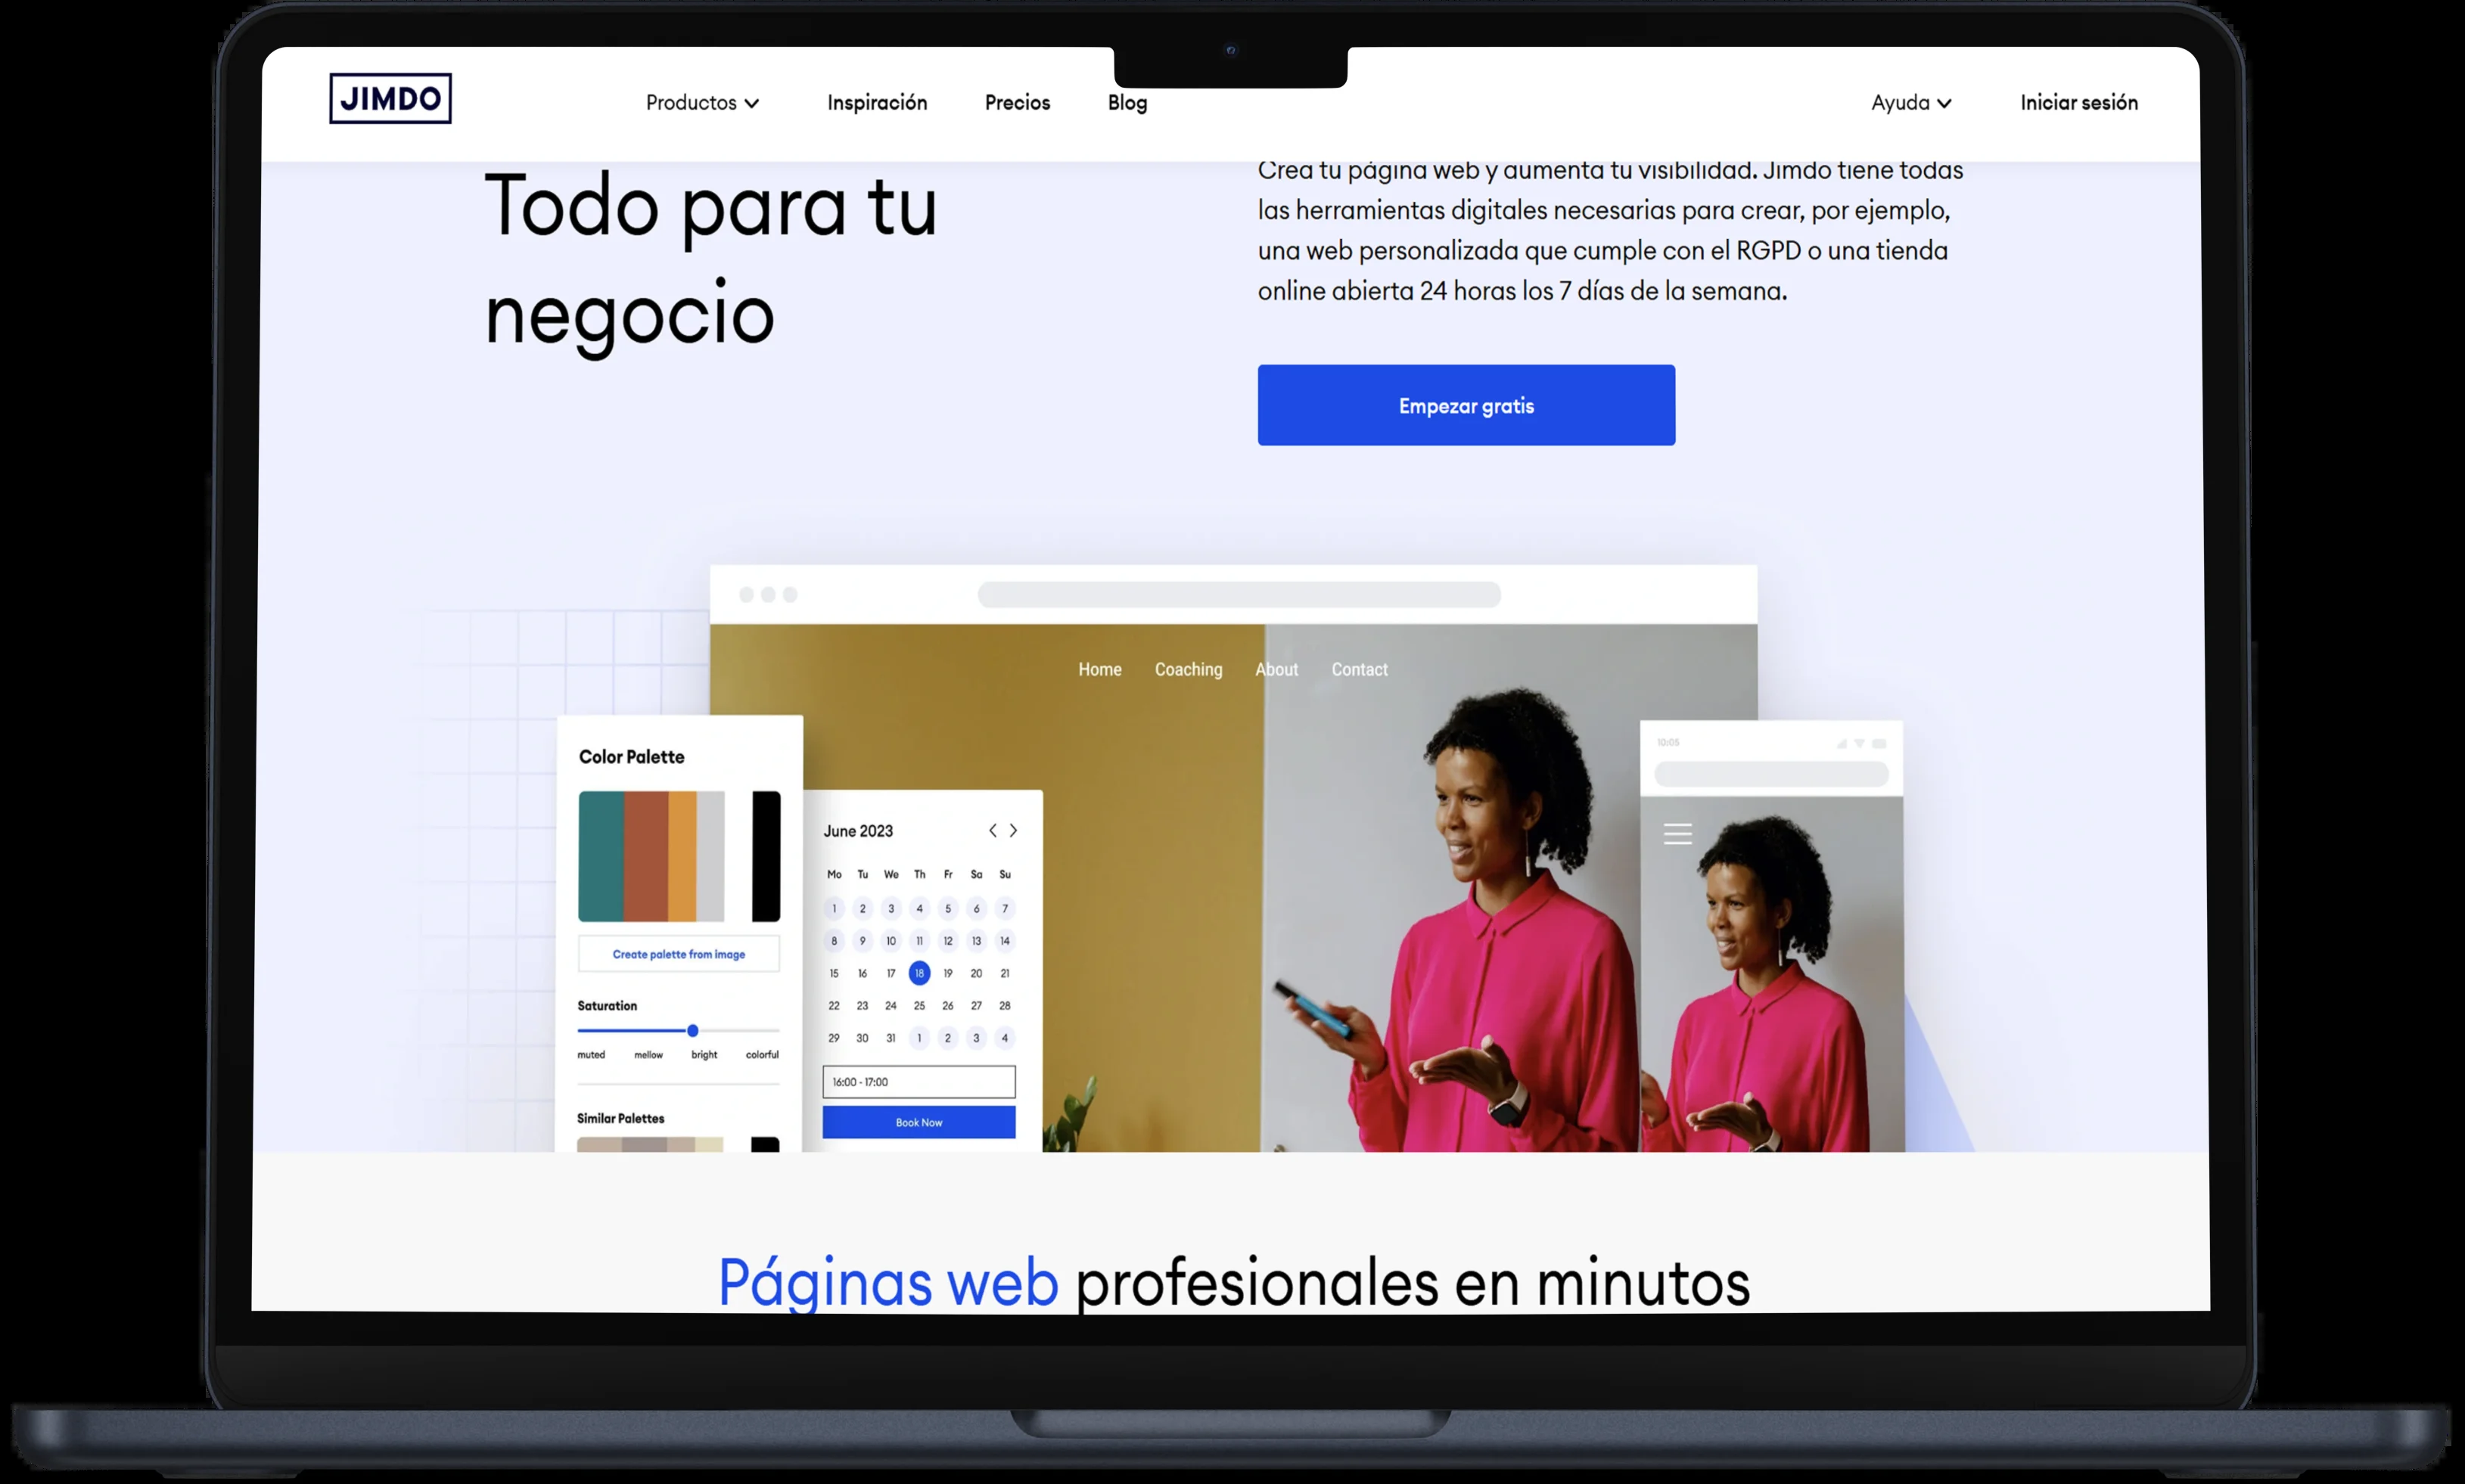 JIMDO
Productos
Inspiración
Precios
Blog
Ayuda
Iniciar sesión
Todo para tu
negocio
Crea tu página web y aumenta tu visibilidad. Jimdo tiene todas
las herramientas digitales necesarias para crear, por ejemplo,
una web personalizada que cumple con el RGPD o una tienda
online abierta 24 horas los 7 días de la semana.
Empezar gratis
Home Coaching About Contact
Color Palette
Create palette from image
Saturation
muted mellow bright colorful
Similar Palettes
June 2023
Mo Tu We Th Fr Sa Su
1 2 3 4 5 6 7
8 9 10 11 12 13 14
15 16 17 18 19 20 21
22 23 24 25 26 27 28
29 30 31 1 2 3 4
16:00 - 17:00
Book Now
10:05
Páginas web profesionales en minutos